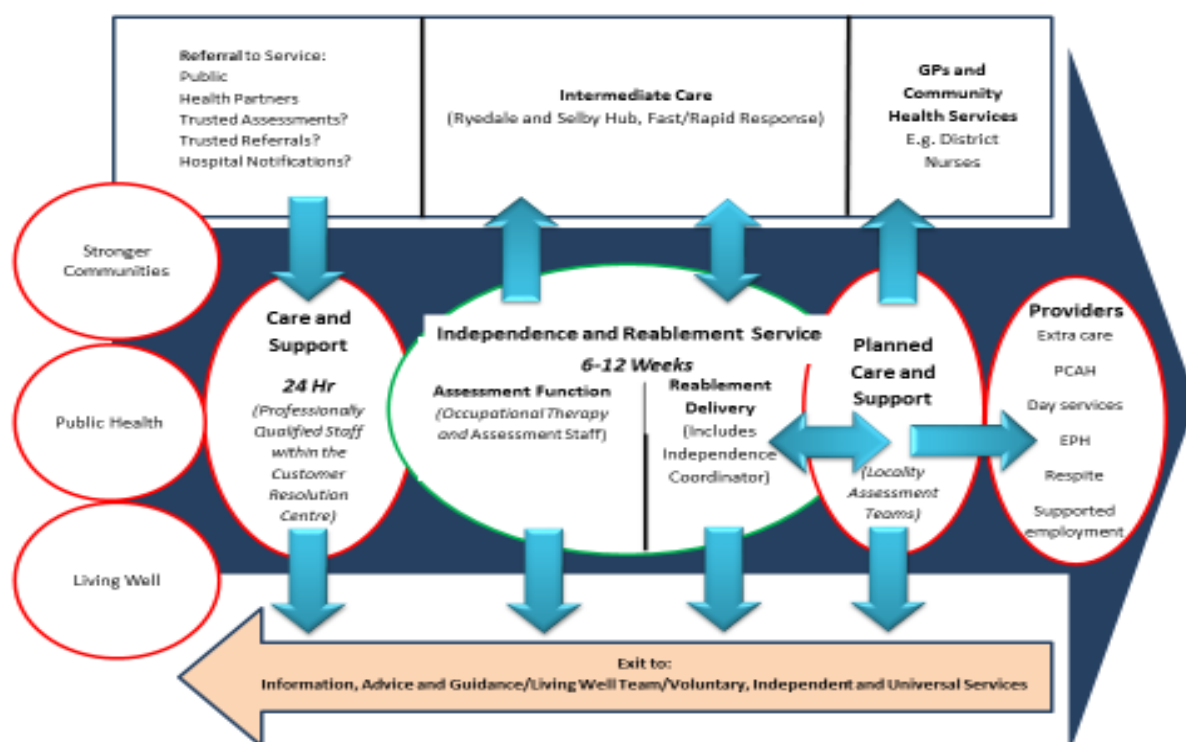 Referral to Service:
Public
Health Partners
Trusted Assessments?
Trusted Referrals?
Hospital Notifications?
Intermediate Care
(Ryedale and Selby Hub, Fast/Rapid Response)
GPs and
Community
Health Services
E.g. District
Nurses
Stronger
Communities
Public Health
Living Well
Care and
Support
24 Hr
(Professionally
Qualified Staff
within the
Customer
Resolution
Centre)
Independence and Reablement Service
6-12 Weeks
Assessment Function
(Occupational Therapy
and Assessment Staff)
Reablement
Delivery
(Includes
Independence
Coordinator)
Planned
Care and
Support
(Locality
Assessment
Teams)
Providers
Extra care
PCAH
Day services
EPH
Respite
Supported
employment
Exit to:
Information, Advice and Guidance/Living Well Team/Voluntary, Independent and Universal Services